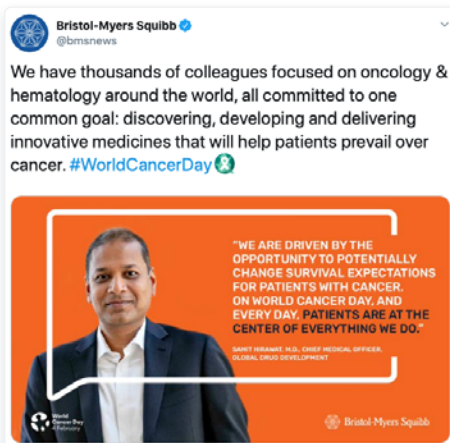 Bristol-Myers Squibb
@bmsnews
We have thousands of colleagues focused on oncology &
hematology around the world, all committed to one
common goal: discovering, developing and delivering
innovative medicines that will help patients prevail over
cancer. #WorldCancerDay
"WE ARE DRIVEN BY THE
OPPORTUNITY TO POTENTIALLY
CHANGE SURVIVAL EXPECTATIONS
FOR PATIENTS WITH CANCER.
ON WORLD CANCER DAY, AND
EVERY DAY, PATIENTS ARE AT THE
CENTER OF EVERYTHING WE DO."
SAMIT HIRAWAT, M.D., CHIEF MEDICAL OFFICER,
GLOBAL DRUG DEVELOPMENT
World
Cancer Day
4 February
Bristol-Myers Squibb